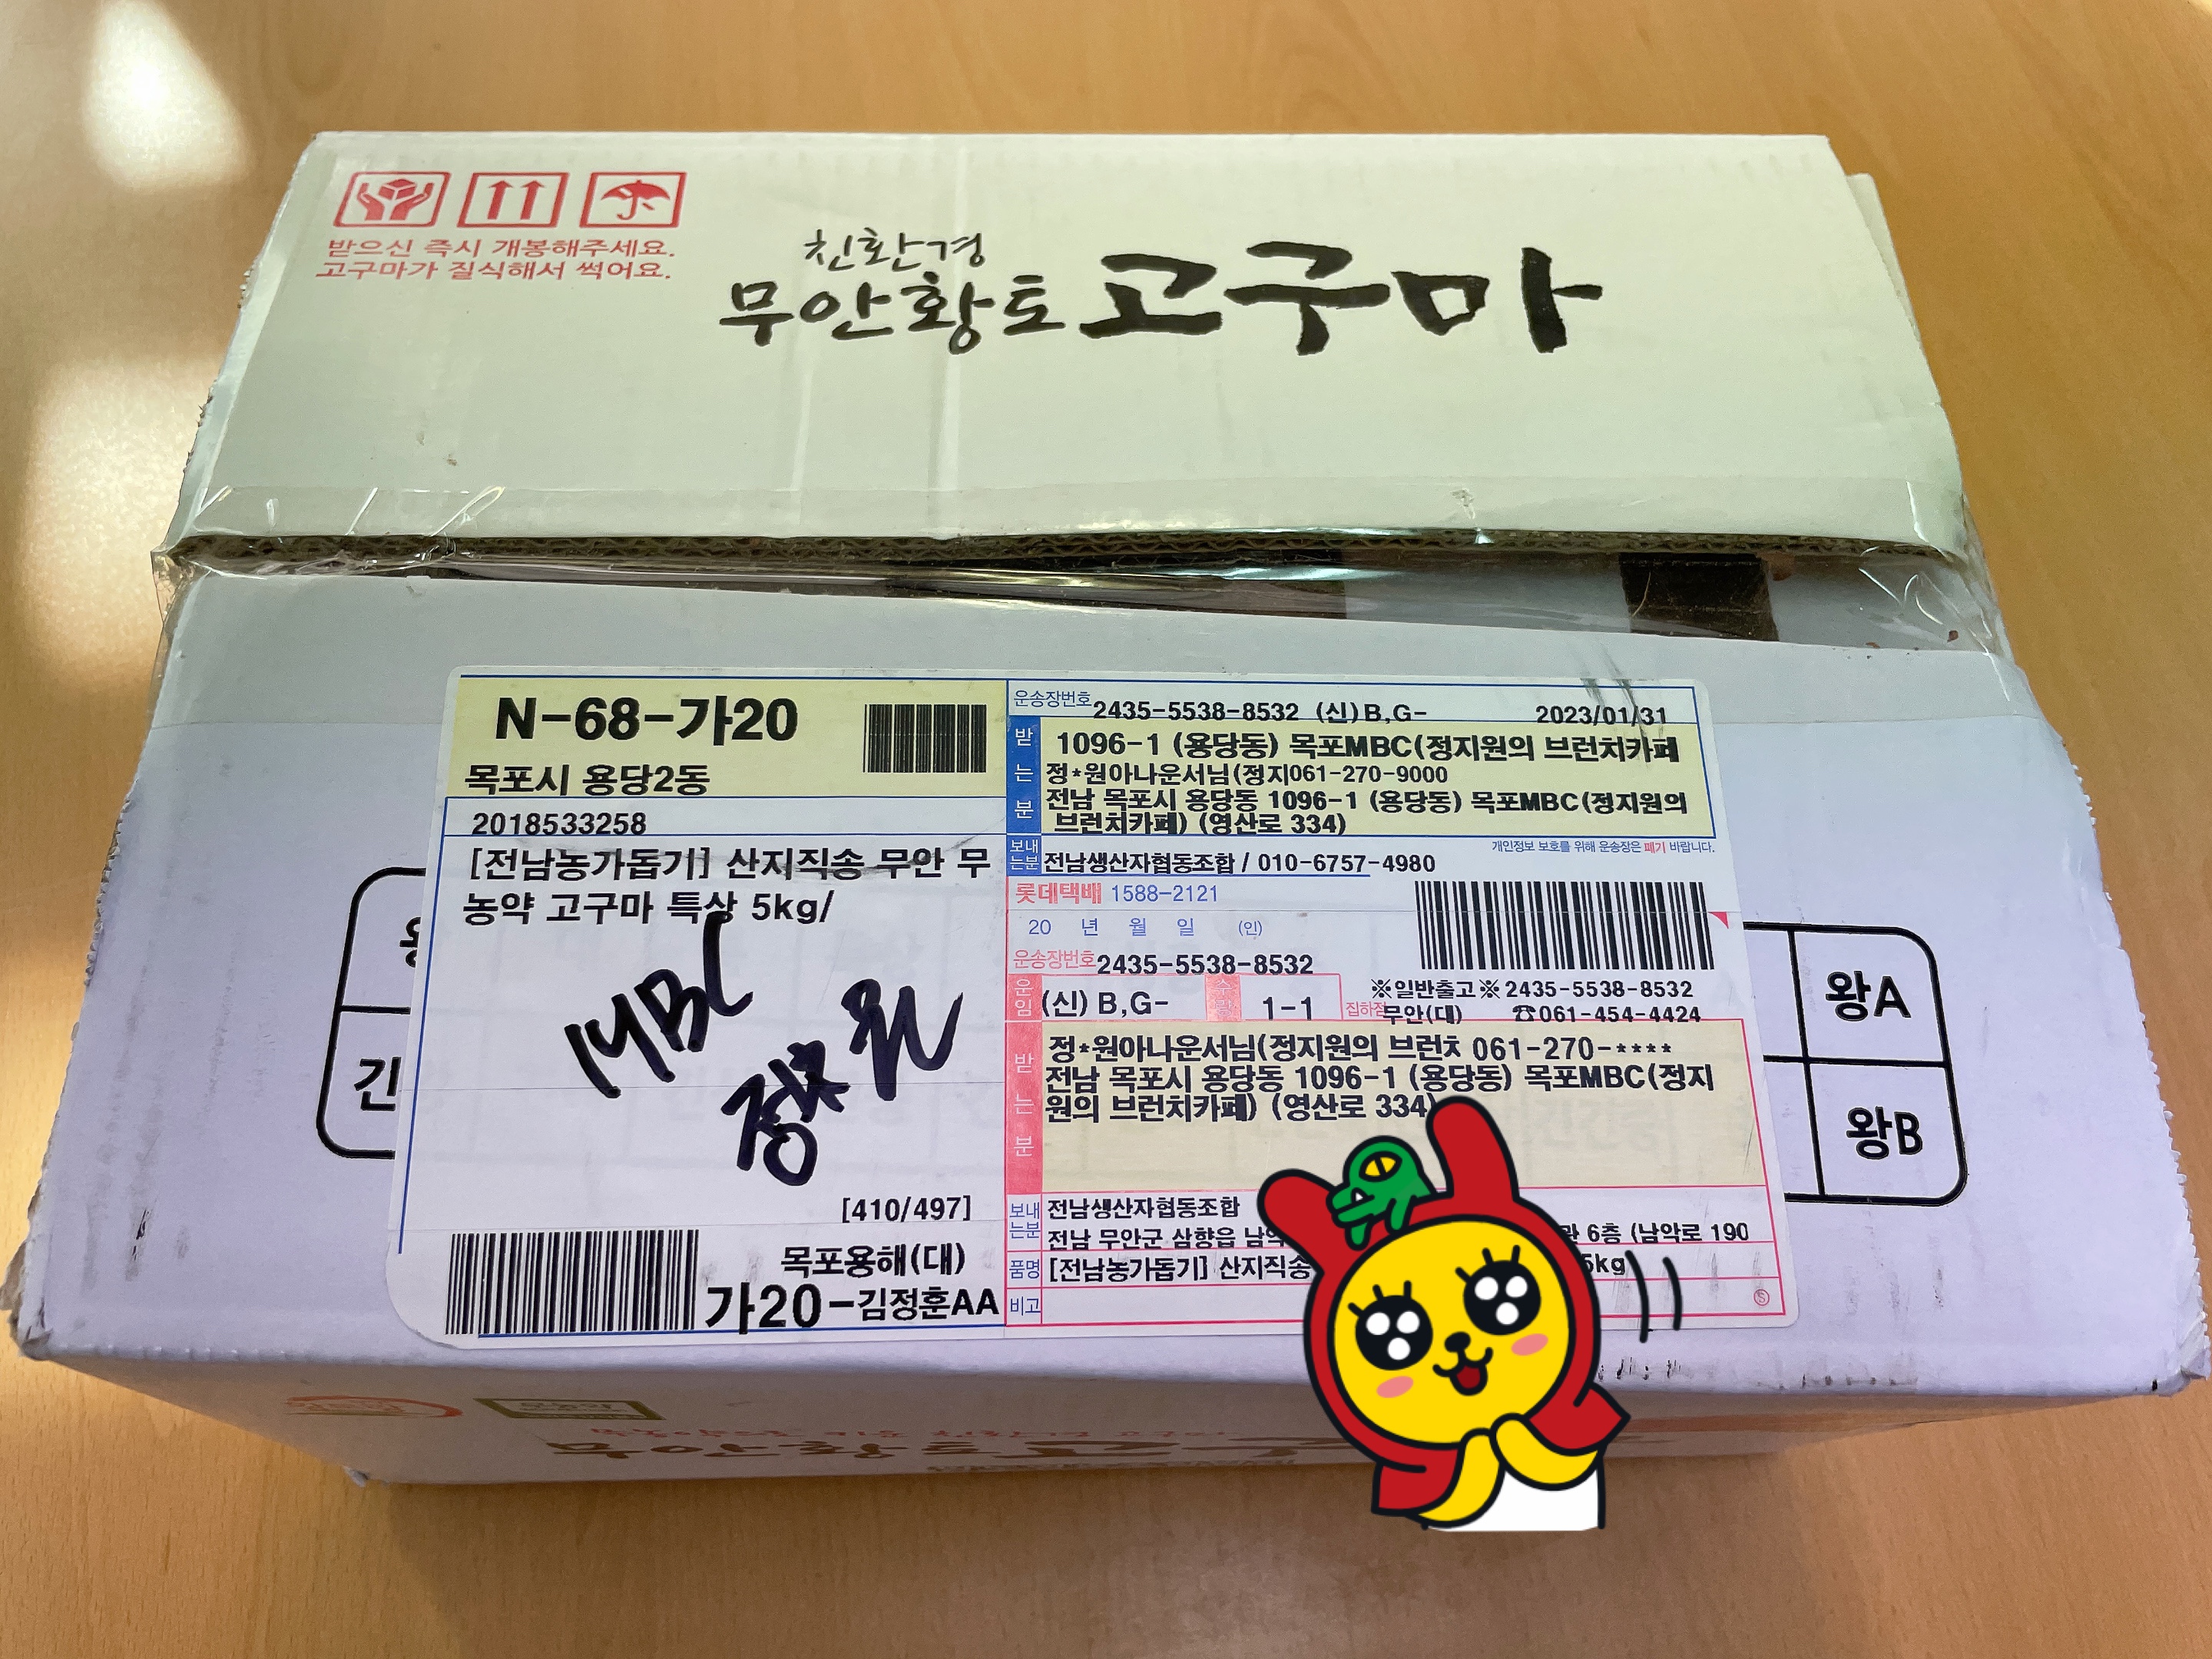 받으신 즉시 개봉해주세요.
고구마가 질식해서 썩어요.
친환경
무안황토고구마
N-68-가20
목포시 용당2동
2018533258
[전남농가돕기] 산지직송 무안 무
농약 고구마 특상 5kg/
MBC
정지원
[410/497]
목포용해(대)
가20-김정훈AA
운송장번호 2435-5538-8532 (신)B,G- 2023/01/31
받는분
1096-1 (용당동) 목포MBC(정지원의 브런치카페
정*원아나운서님(정지061-270-9000
전남 목포시 용당동 1096-1 (용당동) 목포MBC(정지원의
브런치카페) (영산로 334)
개인정보 보호를 위해 운송장은 폐기 바랍니다.
보내는분 전남생산자협동조합 / 010-6757-4980
롯데택배 1588-2121
20 년 월 일 (인)
운송장번호 2435-5538-8532
운임 (신) B,G- 수량 1-1
※일반출고※ 2435-5538-8532
집하점 무안(대) ☎061-454-4424
받는분
정*원아나운서님(정지원의 브런치 061-270-****
전남 목포시 용당동 1096-1 (용당동) 목포MBC(정지
원의 브런치카페) (영산로 334)
보내는분 전남생산자협동조합
전남 무안군 삼향읍 남악 6층 (남악로 190
품명 [전남농가돕기] 산지직송 5kg
비고
왕A
긴
왕B